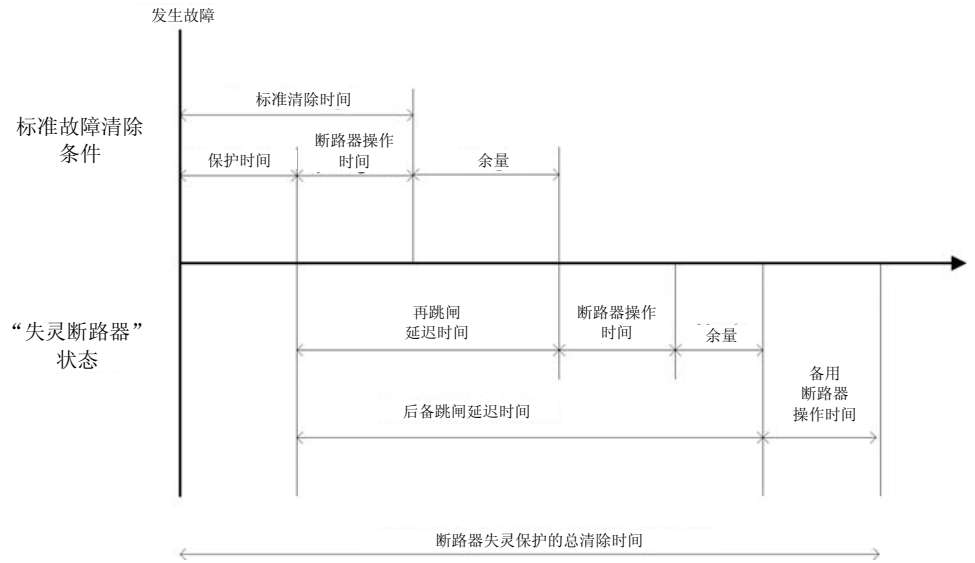 发生故障
标准清除时间
标准故障清除
条件
保护时间
断路器操作
时间
余量
“失灵断路器”
状态
再跳闸
延迟时间
断路器操作
时间
余量
备用
断路器
操作时间
后备跳闸延迟时间
断路器失灵保护的总清除时间